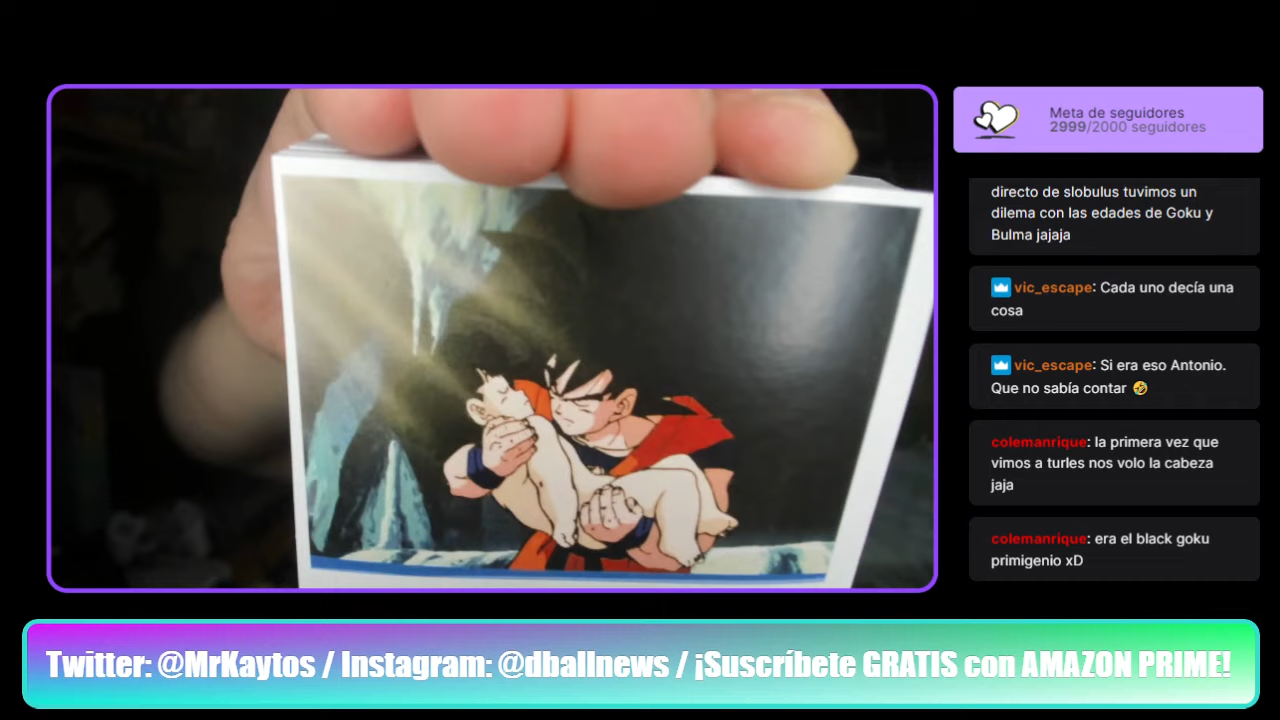 Meta de seguidores
2999/2000 seguidores
directo de slobulus tuvimos un
dilema con las edades de Goku y
Bulma jajaja
vic_escape: Cada uno decía una
cosa
vic_escape: Si era eso Antonio.
Que no sabía contar 🤣
colemanrique: la primera vez que
vimos a turles nos volo la cabeza
jaja
colemanrique: era el black goku
primigenio xD
Twitter: @MrKaytos / Instagram: @dballnews / ¡Suscríbete GRATIS con AMAZON PRIME!